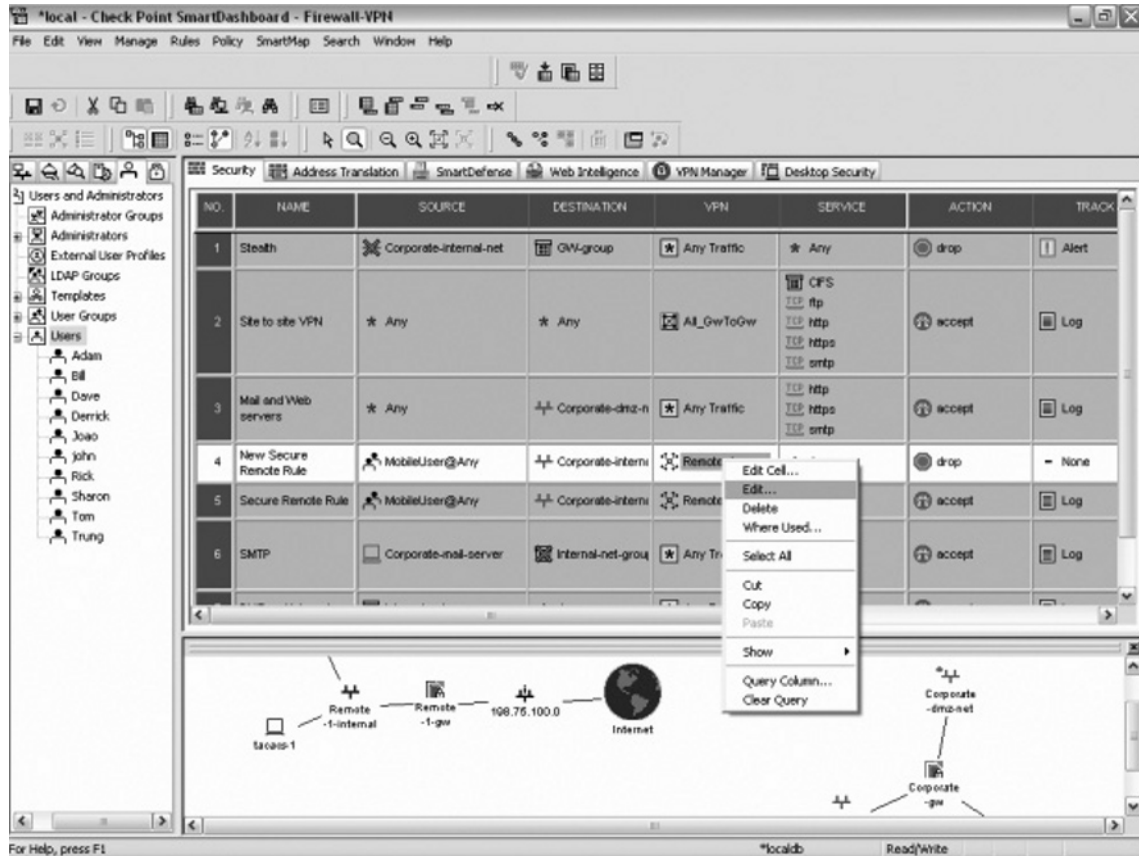 *local - Check Point SmartDashboard - Firewall-VPN
File Edit View Manage Rules Policy SmartMap Search Window Help
Security Address Translation SmartDefense Web Intelligence VPN Manager Desktop Security
Users and Administrators
Administrator Groups
Administrators
External User Profiles
LDAP Groups
Templates
User Groups
Users
Adam
Bill
Dave
Derrick
Joao
john
Rick
Sharon
Tom
Trung
NO. NAME SOURCE DESTINATION VPN SERVICE ACTION TRACK
1 Stealth Corporate-internal-net GW-group Any Traffic Any drop Alert
2 Site to site VPN Any Any All_GwToGw accept Log
CIFS
TCP ftp
TCP http
TCP https
TCP smtp
3 Mail and Web servers Any Corporate-dmz-n Any Traffic accept Log
TCP http
TCP https
TCP smtp
4 New Secure Remote Rule MobileUser@Any Corporate-intern drop None
5 Secure Remote Rule MobileUser@Any Corporate-intern Remote accept Log
6 SMTP Corporate-mail-server Internal-net-grou Any Tr accept Log
Edit Cell...
Edit...
Delete
Where Used...
Select All
Cut
Copy
Paste
Show
Query Column...
Clear Query
tacacs-1
Remote
-1-internal
Remote
-1-gw
198.75.100.0
Internet
Corporate
-dmz-net
Corporate
-gw
For Help, press F1 *localdb Read/Write